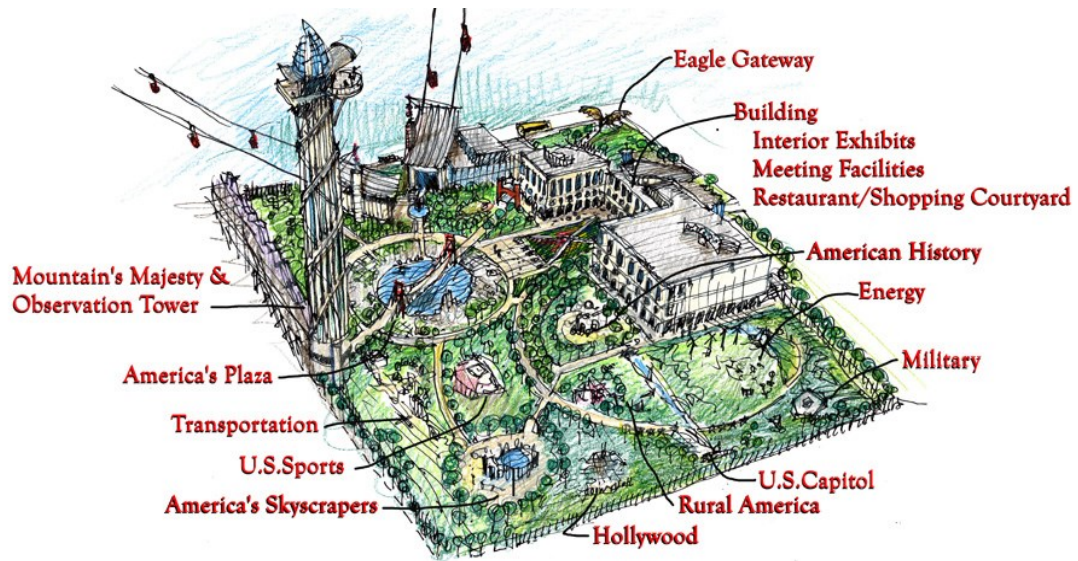 Eagle Gateway
Building
Interior Exhibits
Meeting Facilities
Restaurant/Shopping Courtyard
American History
Energy
Military
Mountain's Majesty &
Observation Tower
America's Plaza
Transportation
U.S.Sports
America's Skyscrapers
U.S.Capitol
Rural America
Hollywood